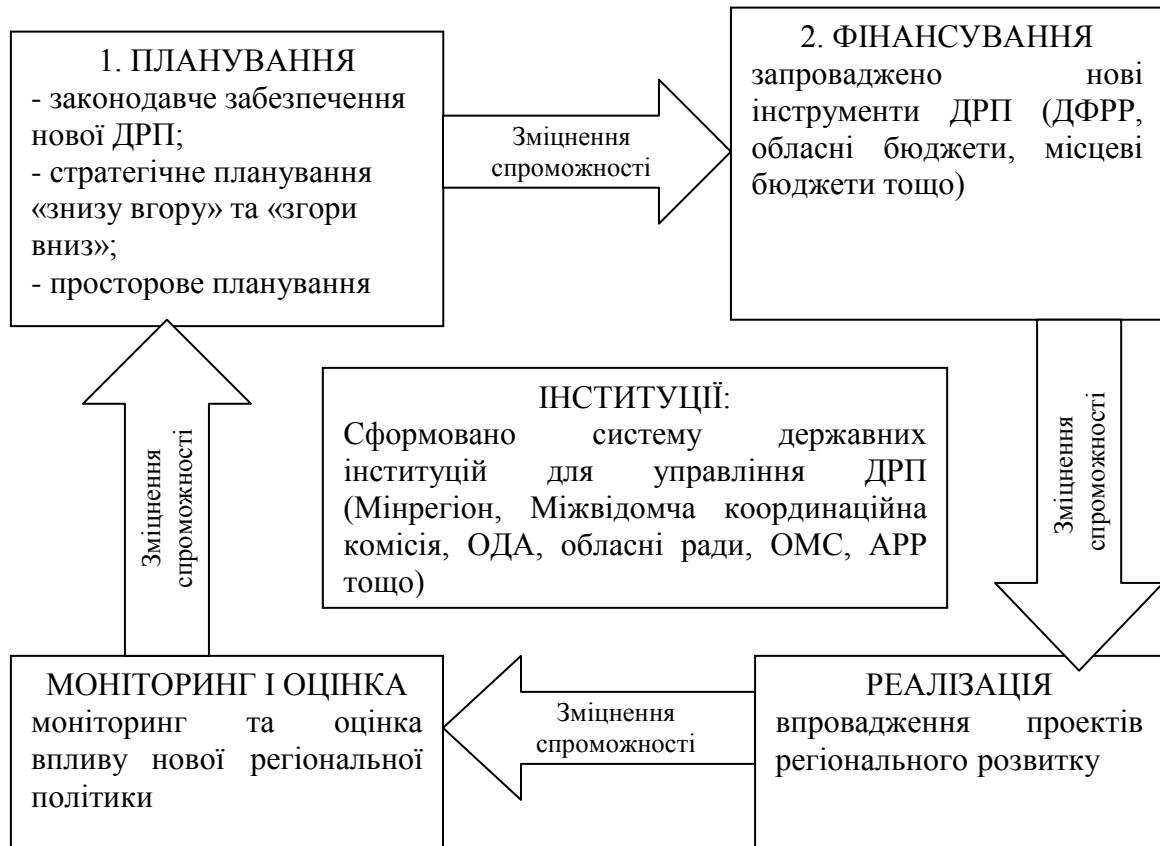 1. ПЛАНУВАННЯ
- законодавче забезпечення
нової ДРП;
- стратегічне планування
«знизу вгору» та «згори
вниз»;
- просторове планування
Зміцнення
спроможності
2. ФІНАНСУВАННЯ
запроваджено нові
інструменти ДРП (ДФРР,
обласні бюджети, місцеві
бюджети тощо)
Зміцнення
спроможності
ІНСТИТУЦІЇ:
Сформовано систему державних
інституцій для управління ДРП
(Мінрегіон, Міжвідомча координаційна
комісія, ОДА, обласні ради, ОМС, АРР
тощо)
Зміцнення
спроможності
РЕАЛІЗАЦІЯ
впровадження проектів
регіонального розвитку
Зміцнення
спроможності
МОНІТОРИНГ І ОЦІНКА
моніторинг та оцінка
впливу нової регіональної
політики